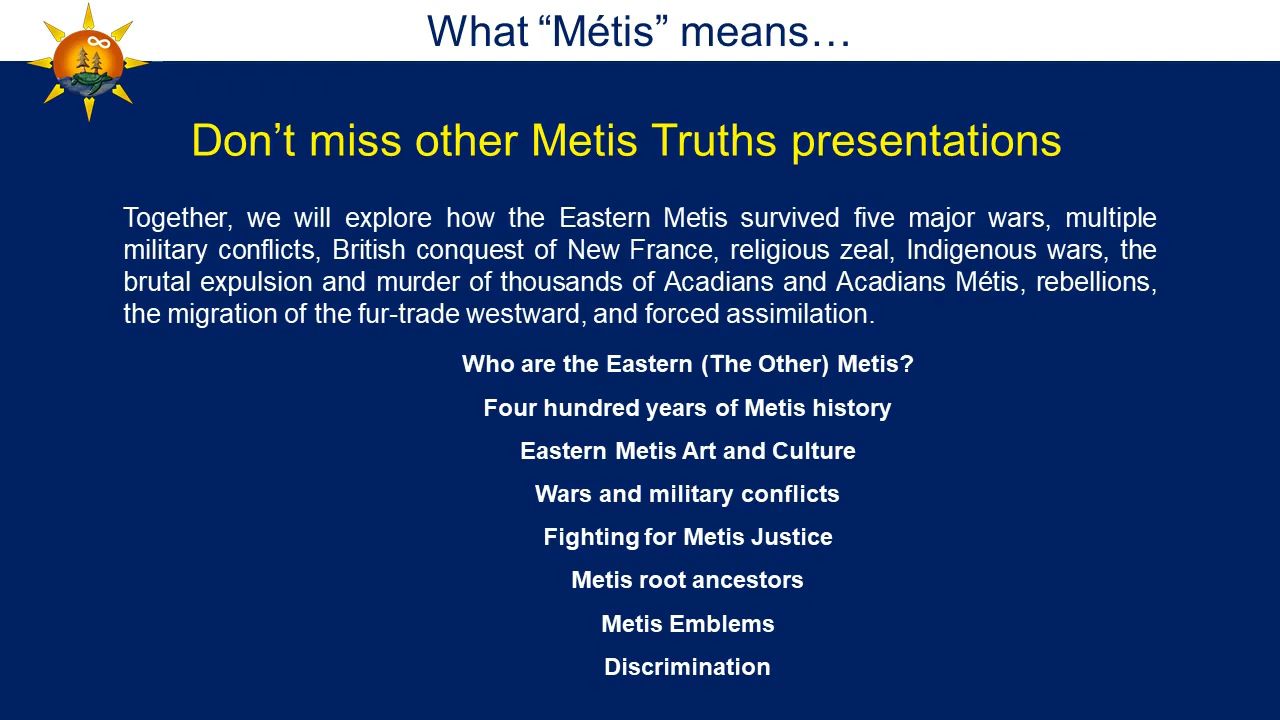 What “Métis” means…
Don’t miss other Metis Truths presentations
Together, we will explore how the Eastern Metis survived five major wars, multiple
military conflicts, British conquest of New France, religious zeal, Indigenous wars, the
brutal expulsion and murder of thousands of Acadians and Acadians Métis, rebellions,
the migration of the fur-trade westward, and forced assimilation.
Who are the Eastern (The Other) Metis?
Four hundred years of Metis history
Eastern Metis Art and Culture
Wars and military conflicts
Fighting for Metis Justice
Metis root ancestors
Metis Emblems
Discrimination